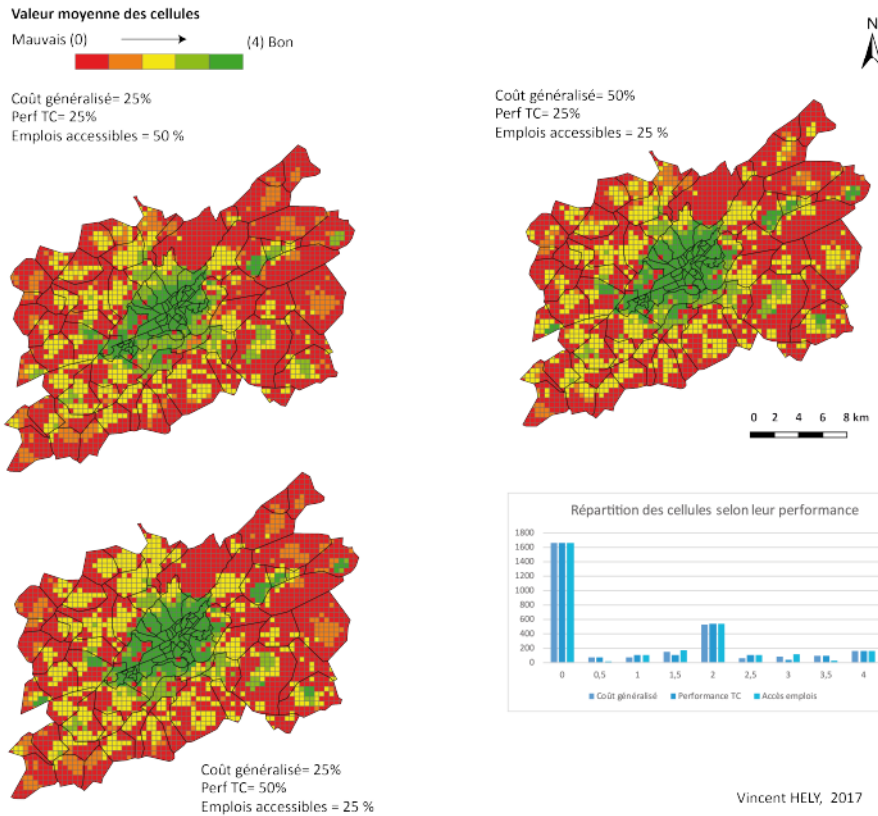 Valeur moyenne des cellules
Mauvais (0) (4) Bon
Coût généralisé= 25%
Perf TC= 25%
Emplois accessibles = 50 %
N
Coût généralisé= 50%
Perf TC= 25%
Emplois accessibles = 25 %
0 2 4 6 8 km
Coût généralisé= 25%
Perf TC= 50%
Emplois accessibles = 25 %
Répartition des cellules selon leur performance
1800
1600
1400
1200
1000
800
600
400
200
0
0 0,5 1 1,5 2 2,5 3 3,5 4
Coût généralisé Performance TC Accès emplois
Vincent HELY, 2017